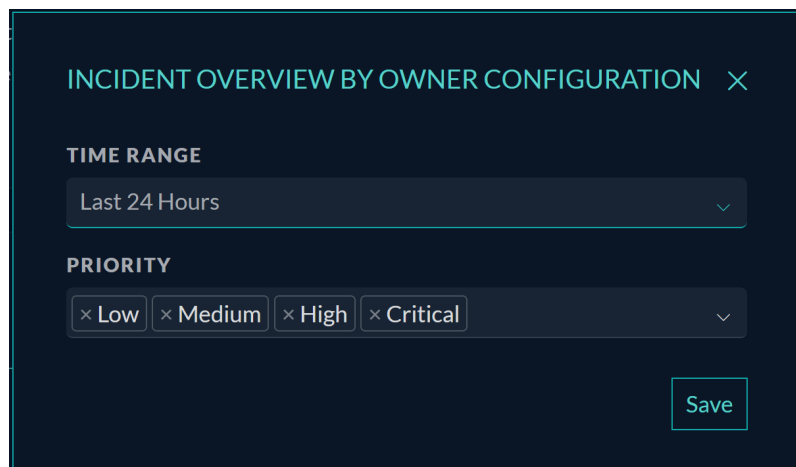 INCIDENT OVERVIEW BY OWNER CONFIGURATION
TIME RANGE
Last 24 Hours
PRIORITY
× Low × Medium × High × Critical
Save